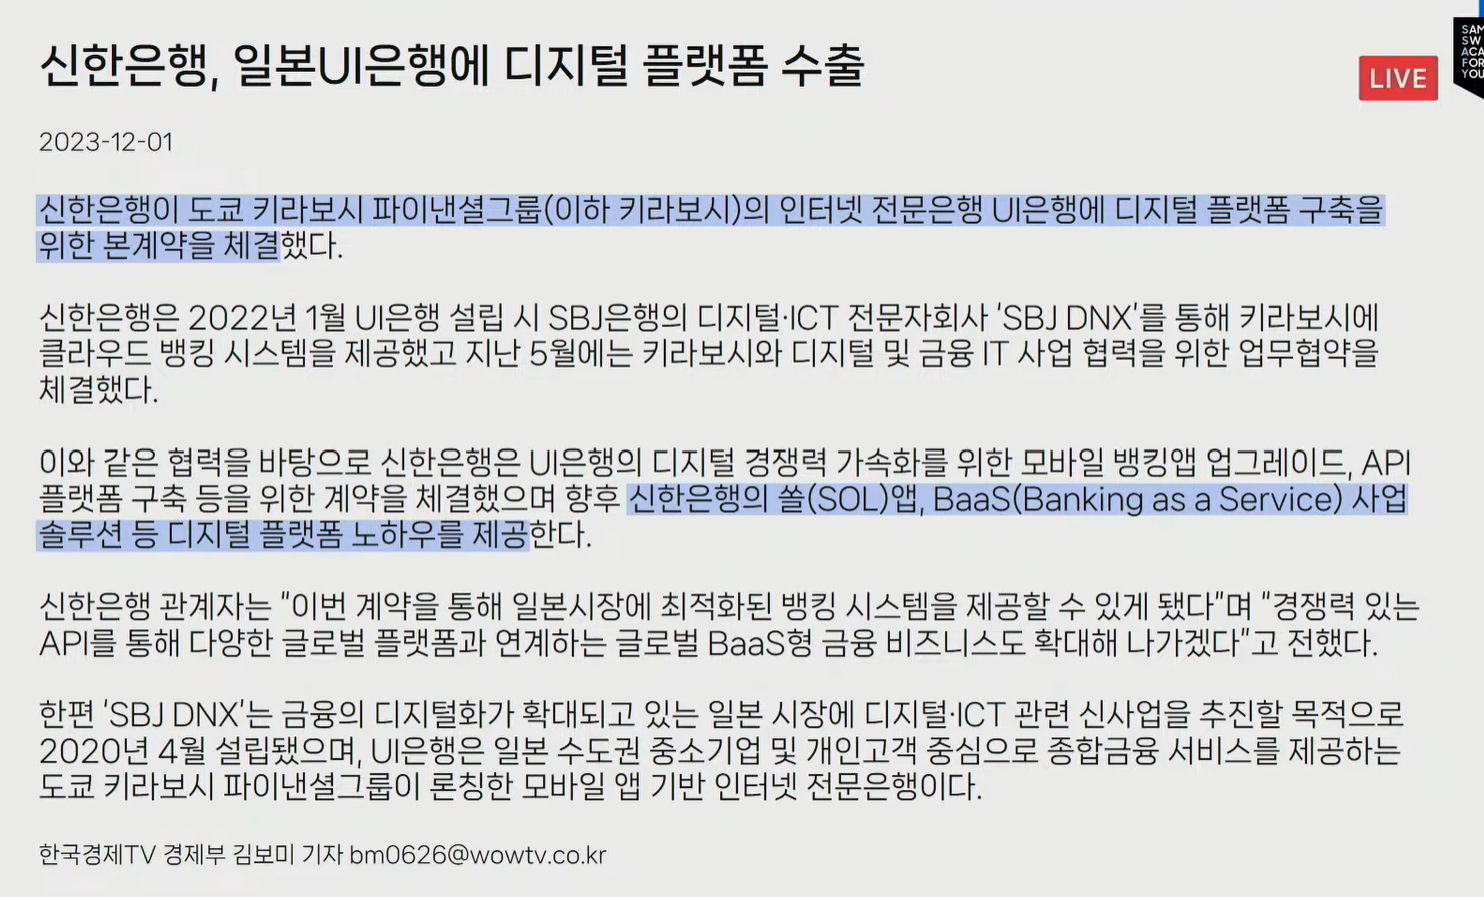 신한은행, 일본UI은행에 디지털 플랫폼 수출
LIVE
SAM
SW
ACA
FOR
YOU
2023-12-01
신한은행이 도쿄 키라보시 파이낸셜그룹(이하 키라보시)의 인터넷 전문은행 UI은행에 디지털 플랫폼 구축을
위한 본계약을 체결했다.
신한은행은 2022년 1월 UI은행 설립 시 SBJ은행의 디지털·ICT 전문자회사 ‘SBJ DNX’를 통해 키라보시에
클라우드 뱅킹 시스템을 제공했고 지난 5월에는 키라보시와 디지털 및 금융 IT 사업 협력을 위한 업무협약을
체결했다.
이와 같은 협력을 바탕으로 신한은행은 UI은행의 디지털 경쟁력 가속화를 위한 모바일 뱅킹앱 업그레이드, API
플랫폼 구축 등을 위한 계약을 체결했으며 향후 신한은행의 쏠(SOL)앱, BaaS(Banking as a Service) 사업
솔루션 등 디지털 플랫폼 노하우를 제공한다.
신한은행 관계자는 “이번 계약을 통해 일본시장에 최적화된 뱅킹 시스템을 제공할 수 있게 됐다”며 “경쟁력 있는
API를 통해 다양한 글로벌 플랫폼과 연계하는 글로벌 BaaS형 금융 비즈니스도 확대해 나가겠다”고 전했다.
한편 ‘SBJ DNX’는 금융의 디지털화가 확대되고 있는 일본 시장에 디지털·ICT 관련 신사업을 추진할 목적으로
2020년 4월 설립됐으며, UI은행은 일본 수도권 중소기업 및 개인고객 중심으로 종합금융 서비스를 제공하는
도쿄 키라보시 파이낸셜그룹이 론칭한 모바일 앱 기반 인터넷 전문은행이다.
한국경제TV 경제부 김보미 기자 bm0626@wowtv.co.kr